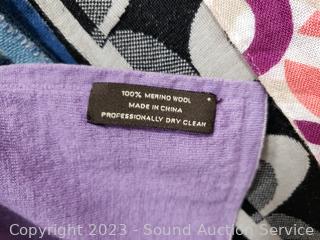 100% MERINO WOOL
MADE IN CHINA
PROFESSIONALLY DRY CLEAN
Copyright 2023 - Sound Auction Service